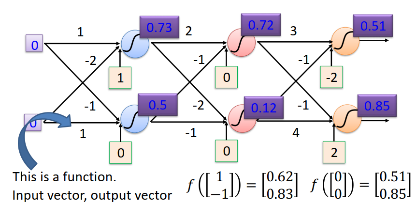 1 0.73 2 0.72 3 0.51
0
-2 -1 -1
1 0 -2
-1 0.5 -2 0.12 -1 0.85
0 1 -1 4
0 0 2
This is a function.
Input vector, output vector
f([1 -1]) = [0.62 0.83] f([0 0]) = [0.51 0.85]